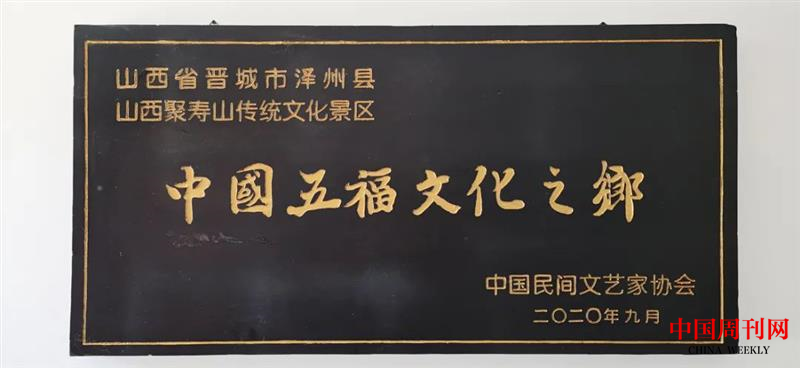 山西省晋城市泽州县
山西聚寿山传统文化景区
中國五福文化之鄉
中国民间文艺家协会
二〇二〇年九月
中国周刊网
CHINA WEEKLY